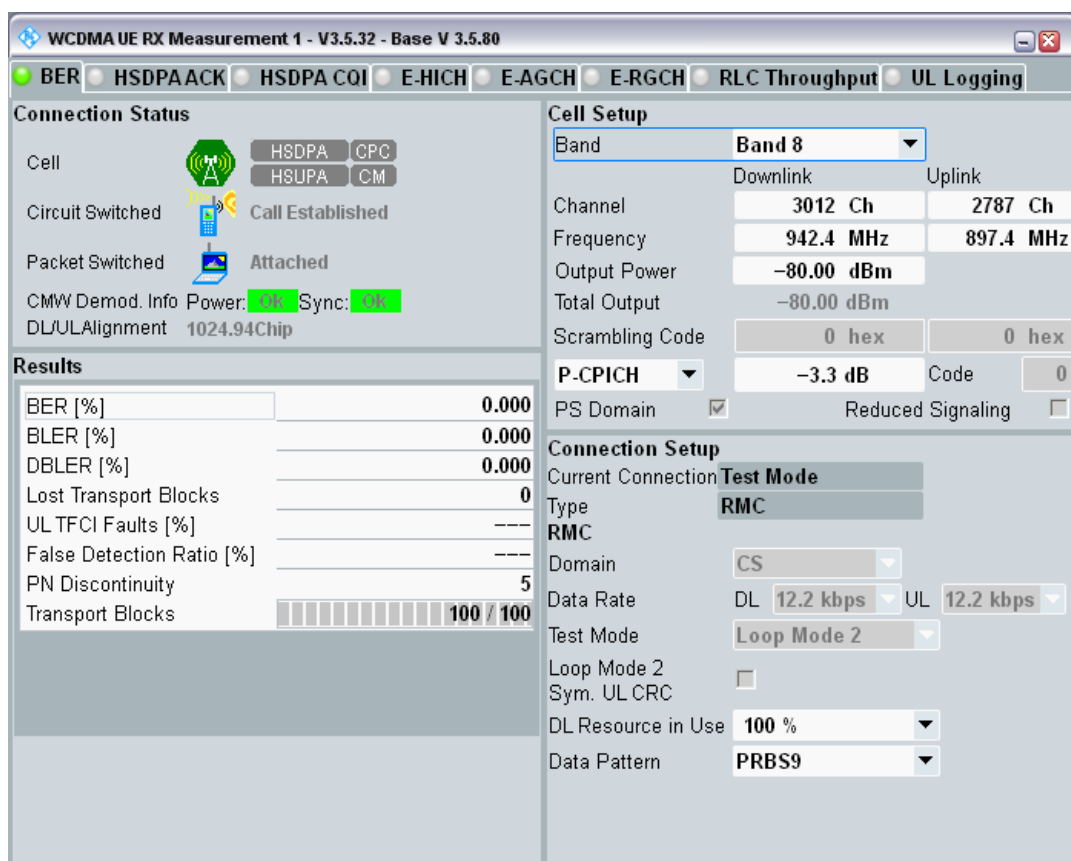 WCDMA UE RX Measurement 1 - V3.5.32 - Base V 3.5.80
BER HSDPA ACK HSDPA CQI E-HICH E-AGCH E-RGCH RLC Throughput UL Logging
Connection Status
Cell HSDPA CPC
HSUPA CM
Circuit Switched Call Established
Packet Switched Attached
CMW Demod. Info Power: Ok Sync: Ok
DL/ULAlignment 1024.94Chip
Results
BER [%] 0.000
BLER [%] 0.000
DBLER [%] 0.000
Lost Transport Blocks 0
UL TFCI Faults [%] ---
False Detection Ratio [%] ---
PN Discontinuity 5
Transport Blocks 100 / 100
Cell Setup
Band Band 8
Downlink Uplink
Channel 3012 Ch 2787 Ch
Frequency 942.4 MHz 897.4 MHz
Output Power -80.00 dBm
Total Output -80.00 dBm
Scrambling Code 0 hex 0 hex
P-CPICH -3.3 dB Code 0
PS Domain Reduced Signaling
Connection Setup
Current Connection Test Mode
Type RMC
RMC
Domain CS
Data Rate DL 12.2 kbps UL 12.2 kbps
Test Mode Loop Mode 2
Loop Mode 2
Sym. UL CRC
DL Resource in Use 100 %
Data Pattern PRBS9